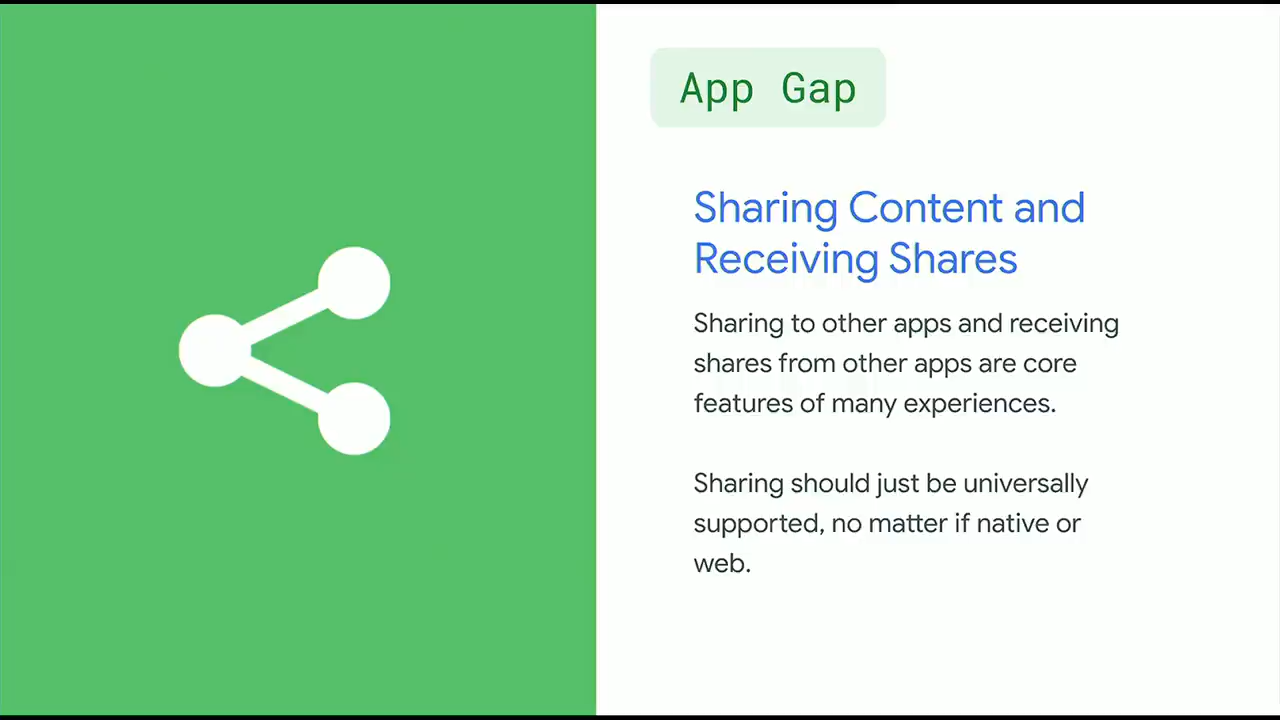 App Gap
Sharing Content and
Receiving Shares
Sharing to other apps and receiving
shares from other apps are core
features of many experiences.
Sharing should just be universally
supported, no matter if native or
web.